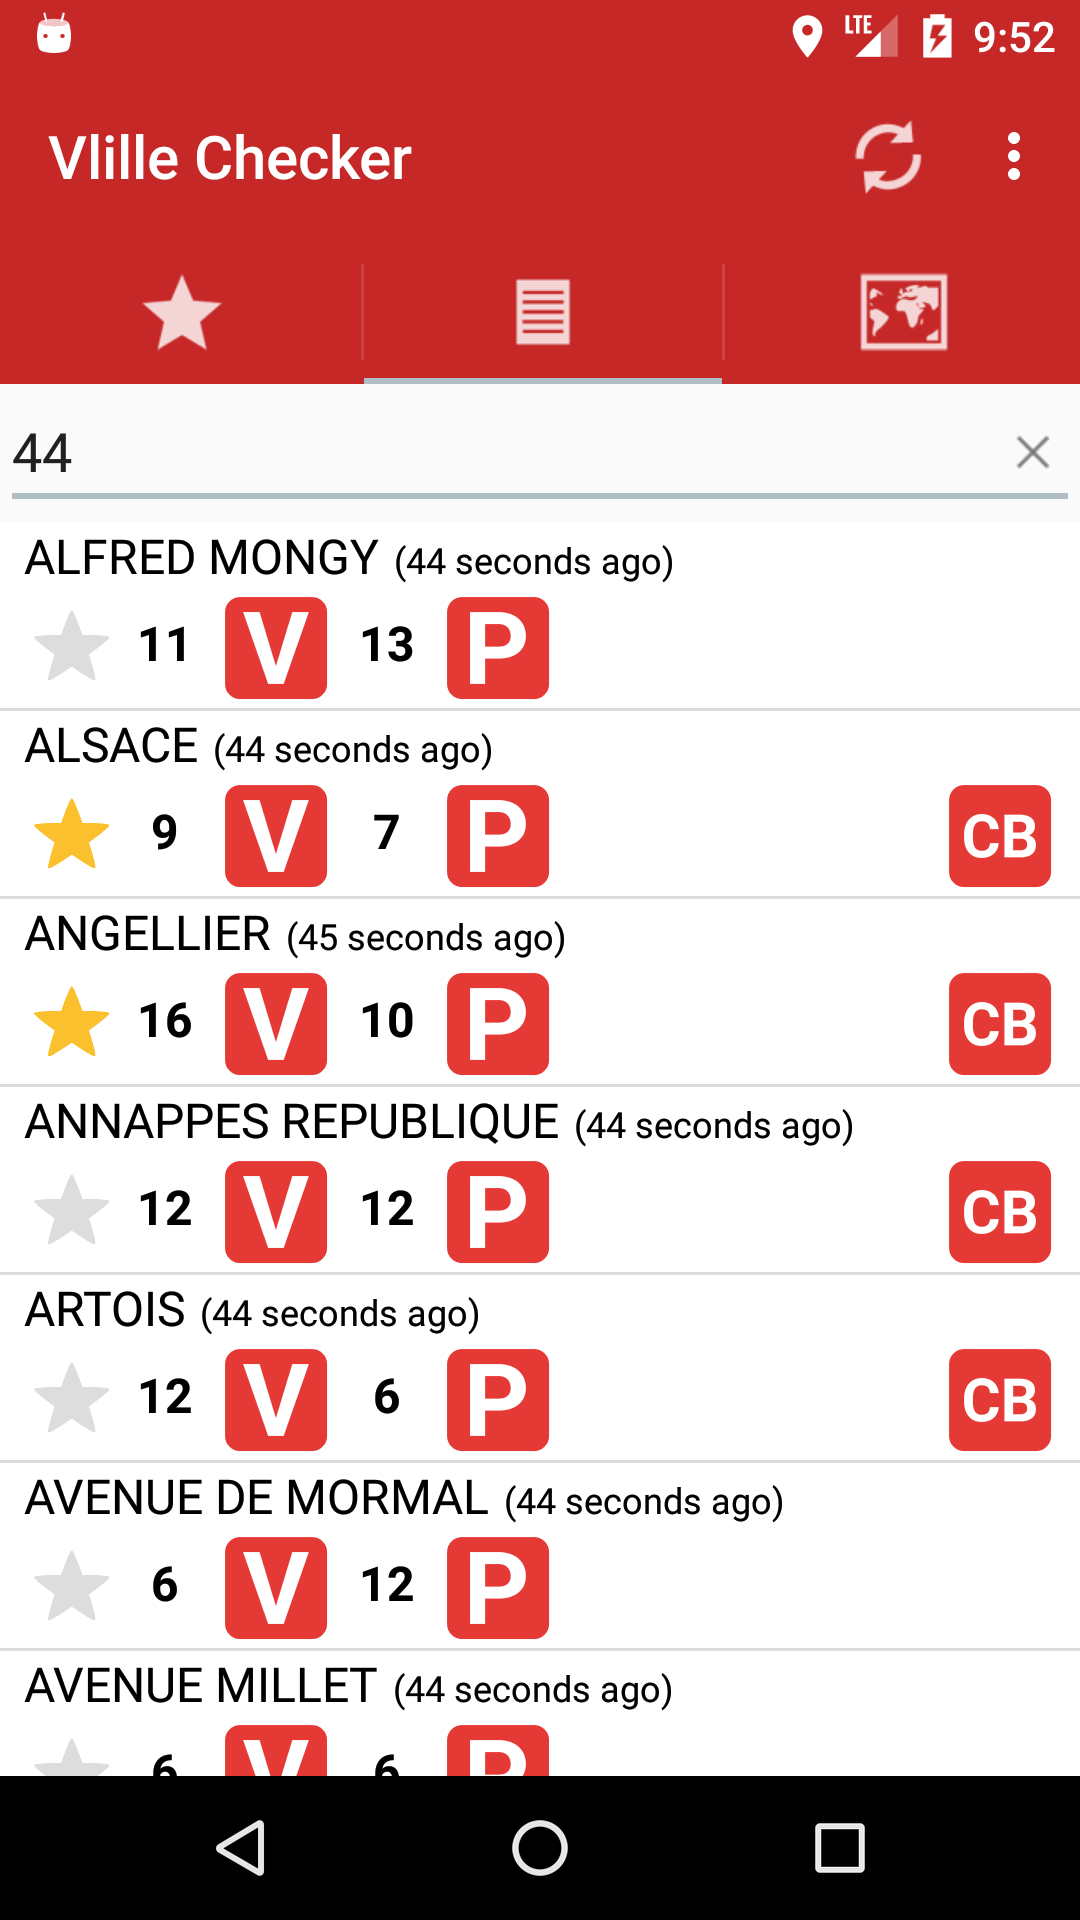 LTE 9:52
Vlille Checker
44
ALFRED MONGY (44 seconds ago)
11 V 13 P
ALSACE (44 seconds ago)
9 V 7 P CB
ANGELLIER (45 seconds ago)
16 V 10 P CB
ANNAPPES REPUBLIQUE (44 seconds ago)
12 V 12 P CB
ARTOIS (44 seconds ago)
12 V 6 P CB
AVENUE DE MORMAL (44 seconds ago)
6 V 12 P
AVENUE MILLET (44 seconds ago)
6 V 6 P